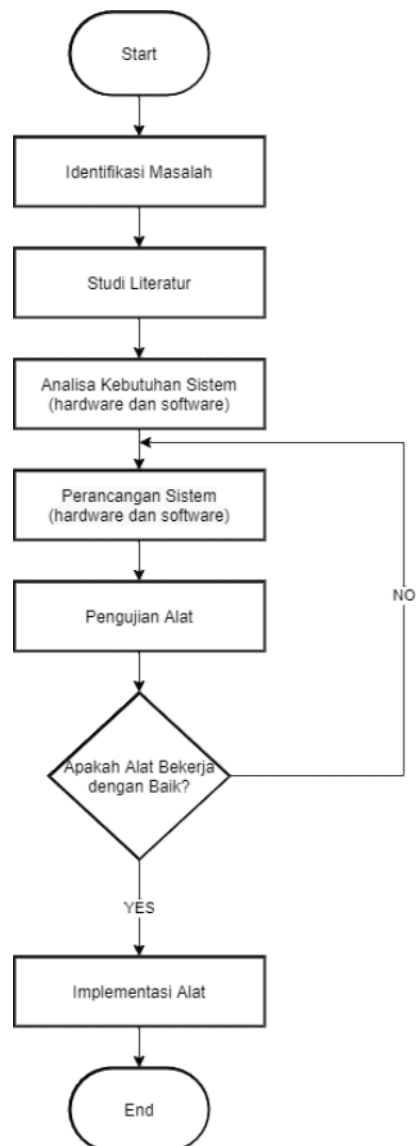 Start
Identifikasi Masalah
Studi Literatur
Analisa Kebutuhan Sistem
(hardware dan software)
Perancangan Sistem
(hardware dan software)
Pengujian Alat
NO
Apakah Alat Bekerja
dengan Baik?
YES
Implementasi Alat
End